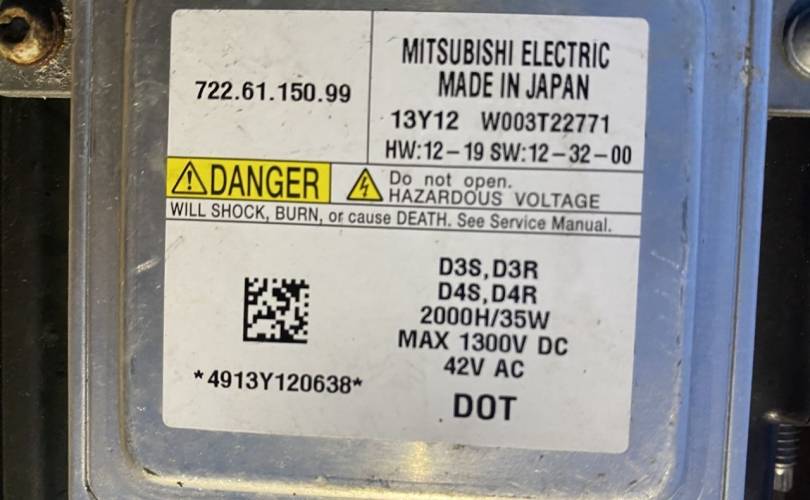 722.61.150.99
MITSUBISHI ELECTRIC
MADE IN JAPAN
13Y12 W003T22771
HW:12-19 SW:12-32-00
DANGER
Do not open.
HAZARDOUS VOLTAGE
WILL SHOCK, BURN, or cause DEATH. See Service Manual.
D3S,D3R
D4S,D4R
2000H/35W
MAX 1300V DC
42V AC
DOT
*4913Y120638*